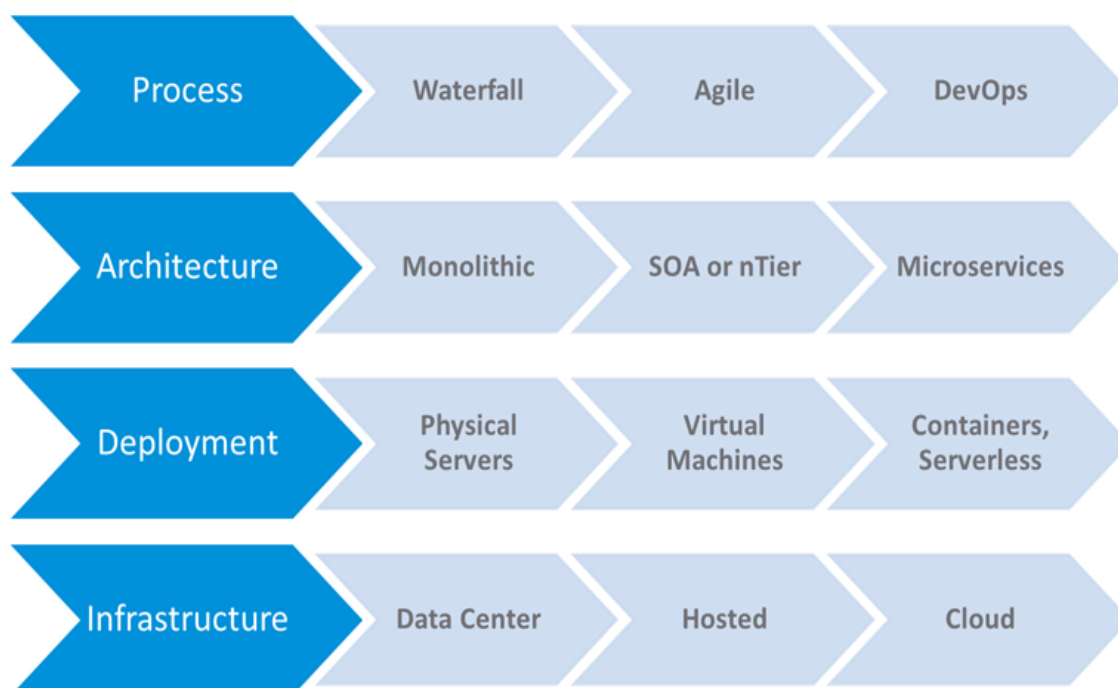 Process
Waterfall
Agile
DevOps
Architecture
Monolithic
SOA or nTier
Microservices
Deployment
Physical
Servers
Virtual
Machines
Containers,
Serverless
Infrastructure
Data Center
Hosted
Cloud